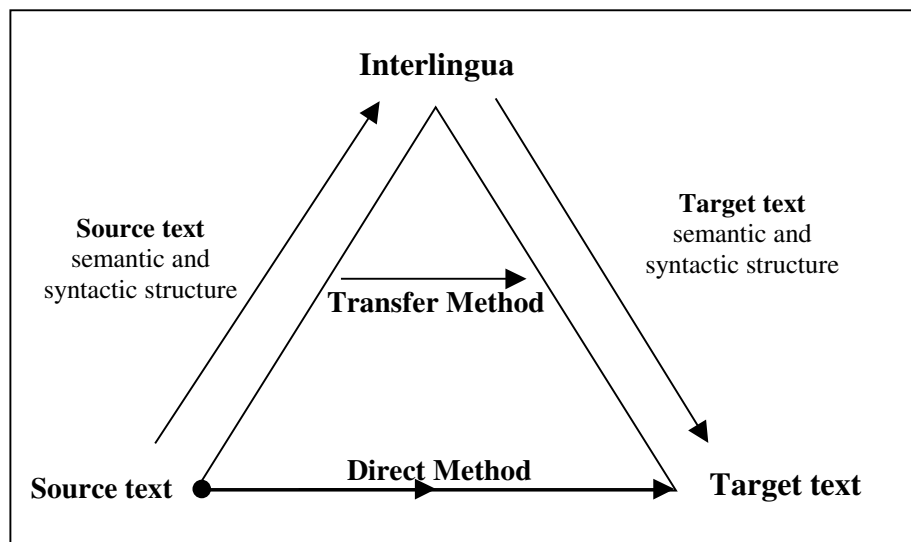 Interlingua
Source text
semantic and
syntactic structure
Target text
semantic and
syntactic structure
Transfer Method
Direct Method
Source text
Target text